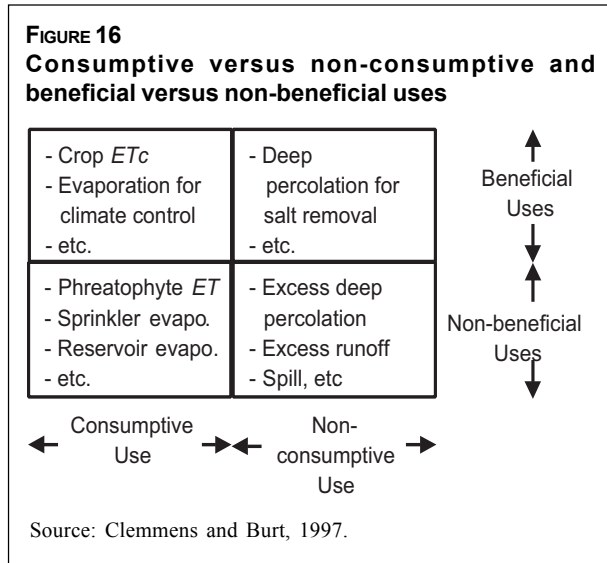 FIGURE 16
Consumptive versus non-consumptive and
beneficial versus non-beneficial uses
- Crop ETc
- Evaporation for
climate control
- etc.
- Deep
percolation for
salt removal
- etc.
Beneficial
Uses
- Phreatophyte ET
- Sprinkler evapo.
- Reservoir evapo.
- etc.
- Excess deep
percolation
- Excess runoff
- Spill, etc
Non-beneficial
Uses
Consumptive
Use
Non-
consumptive
Use
Source: Clemmens and Burt, 1997.